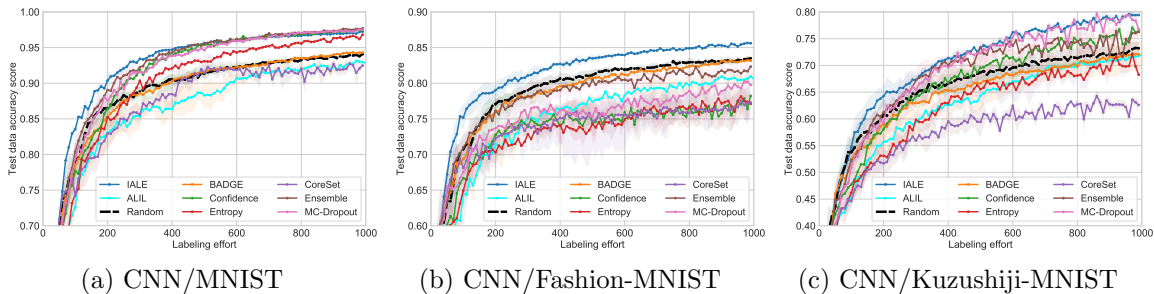 Test data accuracy score
1.00
0.95
0.90
0.85
0.80
0.75
0.70
0 200 400 600 800 1000
Labeling effort
IALE BADGE CoreSet
ALIL Confidence Ensemble
Random Entropy MC-Dropout
(a) CNN/MNIST
Test data accuracy score
0.90
0.85
0.80
0.75
0.70
0.65
0.60
0 200 400 600 800 1000
Labeling effort
IALE BADGE CoreSet
ALIL Confidence Ensemble
Random Entropy MC-Dropout
(b) CNN/Fashion-MNIST
Test data accuracy score
0.80
0.75
0.70
0.65
0.60
0.55
0.50
0.45
0.40
0 200 400 600 800 1000
Labeling effort
IALE BADGE CoreSet
ALIL Confidence Ensemble
Random Entropy MC-Dropout
(c) CNN/Kuzushiji-MNIST